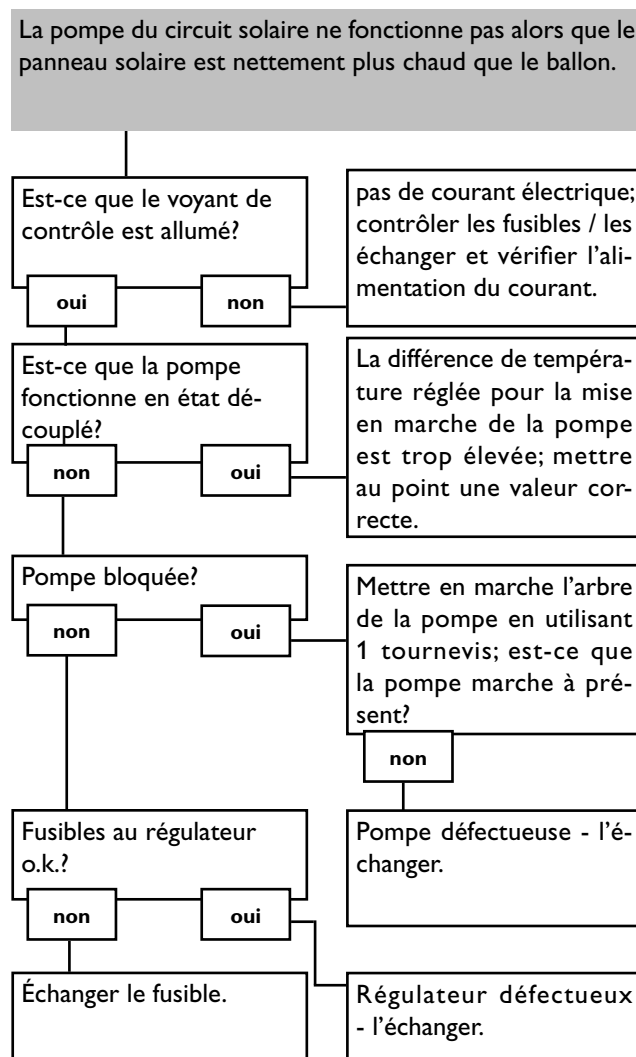 La pompe du circuit solaire ne fonctionne pas alors que le
panneau solaire est nettement plus chaud que le ballon.
Est-ce que le voyant de
contrôle est allumé?
oui
non
pas de courant électrique;
contrôler les fusibles / les
échanger et vérifier l'ali-
mentation du courant.
Est-ce que la pompe
fonctionne en état dé-
couplé?
non
oui
La différence de tempéra-
ture réglée pour la mise
en marche de la pompe
est trop élevée; mettre
au point une valeur cor-
recte.
Pompe bloquée?
non
oui
Mettre en marche l'arbre
de la pompe en utilisant
1 tournevis; est-ce que
la pompe marche à pré-
sent?
non
Fusibles au régulateur
o.k.?
non
oui
Pompe défectueuse - l'é-
changer.
Échanger le fusible.
Régulateur défectueux
- l'échanger.